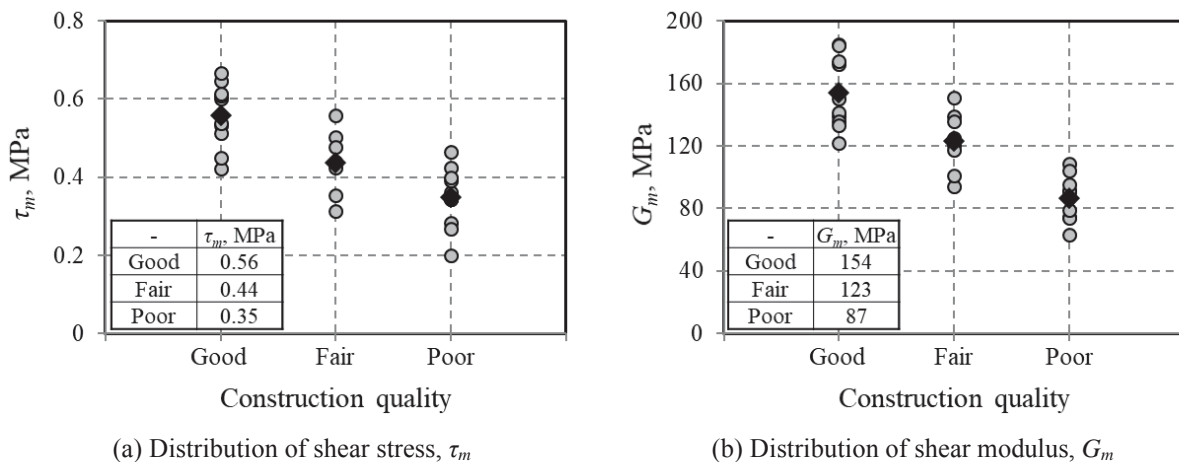 0.8
0.6
0.4
0.2
0
τm, MPa
- τm, MPa
Good 0.56
Fair 0.44
Poor 0.35
Good Fair Poor
Construction quality
(a) Distribution of shear stress, τm
200
160
120
80
40
0
Gm, MPa
- Gm, MPa
Good 154
Fair 123
Poor 87
Good Fair Poor
Construction quality
(b) Distribution of shear modulus, Gm